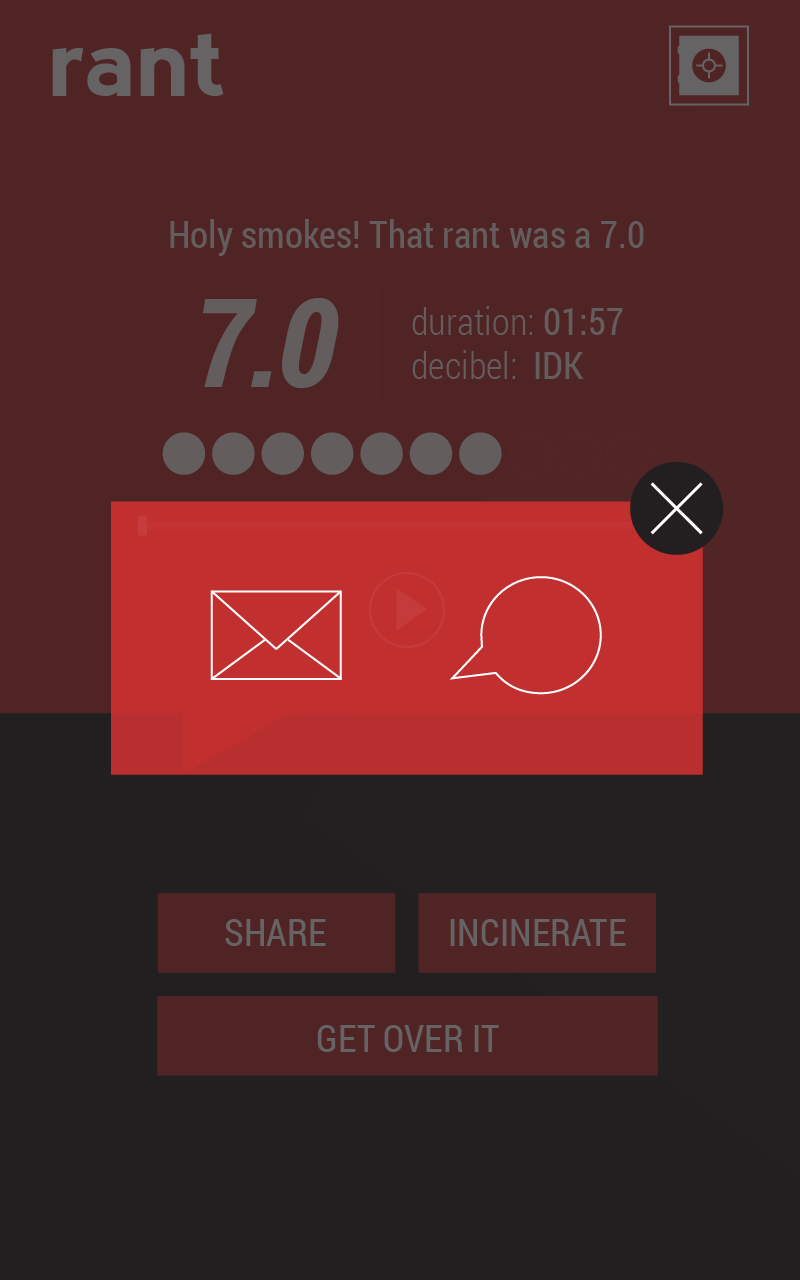 rant
Holy smokes! That rant was a 7.0
7.0
duration: 01:57
decibel: IDK
SHARE
INCINERATE
GET OVER IT